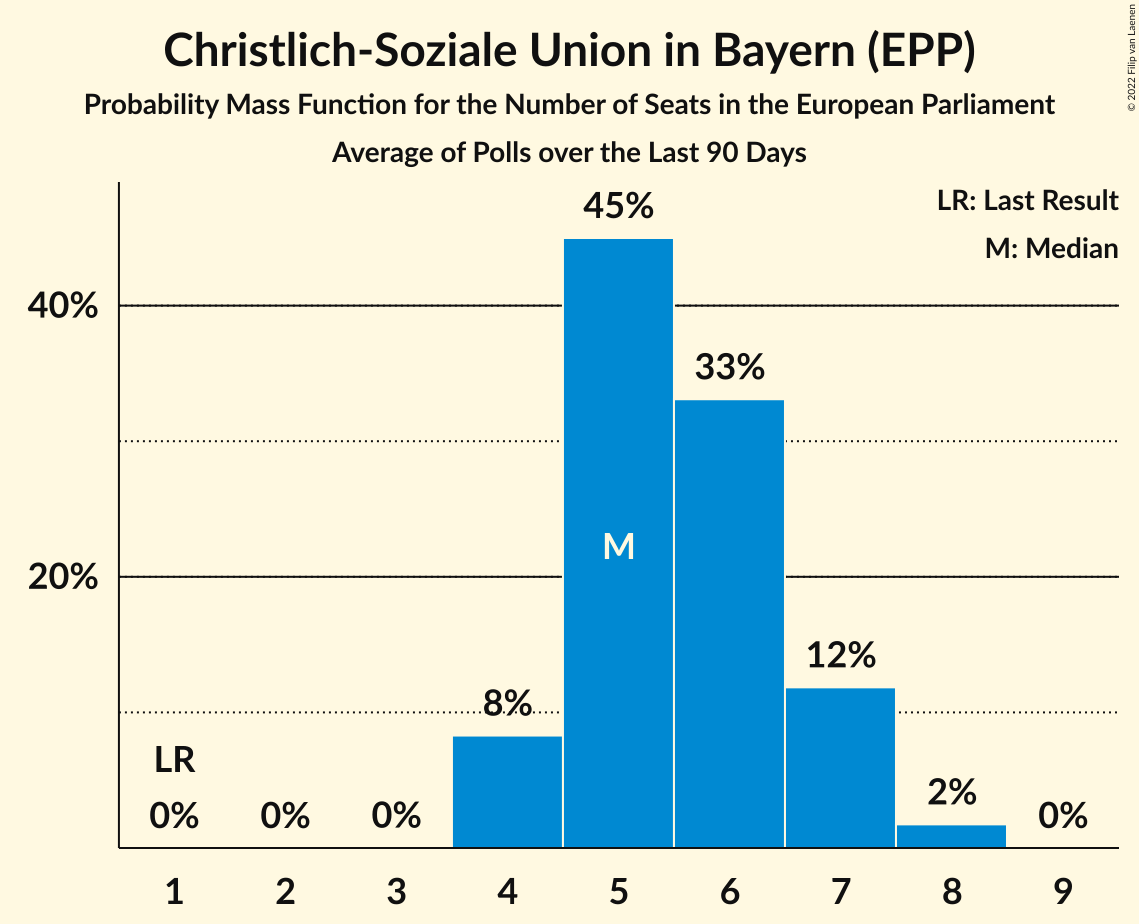 Christlich-Soziale Union in Bayern (EPP)
Probability Mass Function for the Number of Seats in the European Parliament
Average of Polls over the Last 90 Days
© 2022 Filip van Laenen
LR: Last Result
M: Median
45%
40%
33%
M
20%
12%
8%
LR
2%
0% 0% 0% 0%
1 2 3 4 5 6 7 8 9